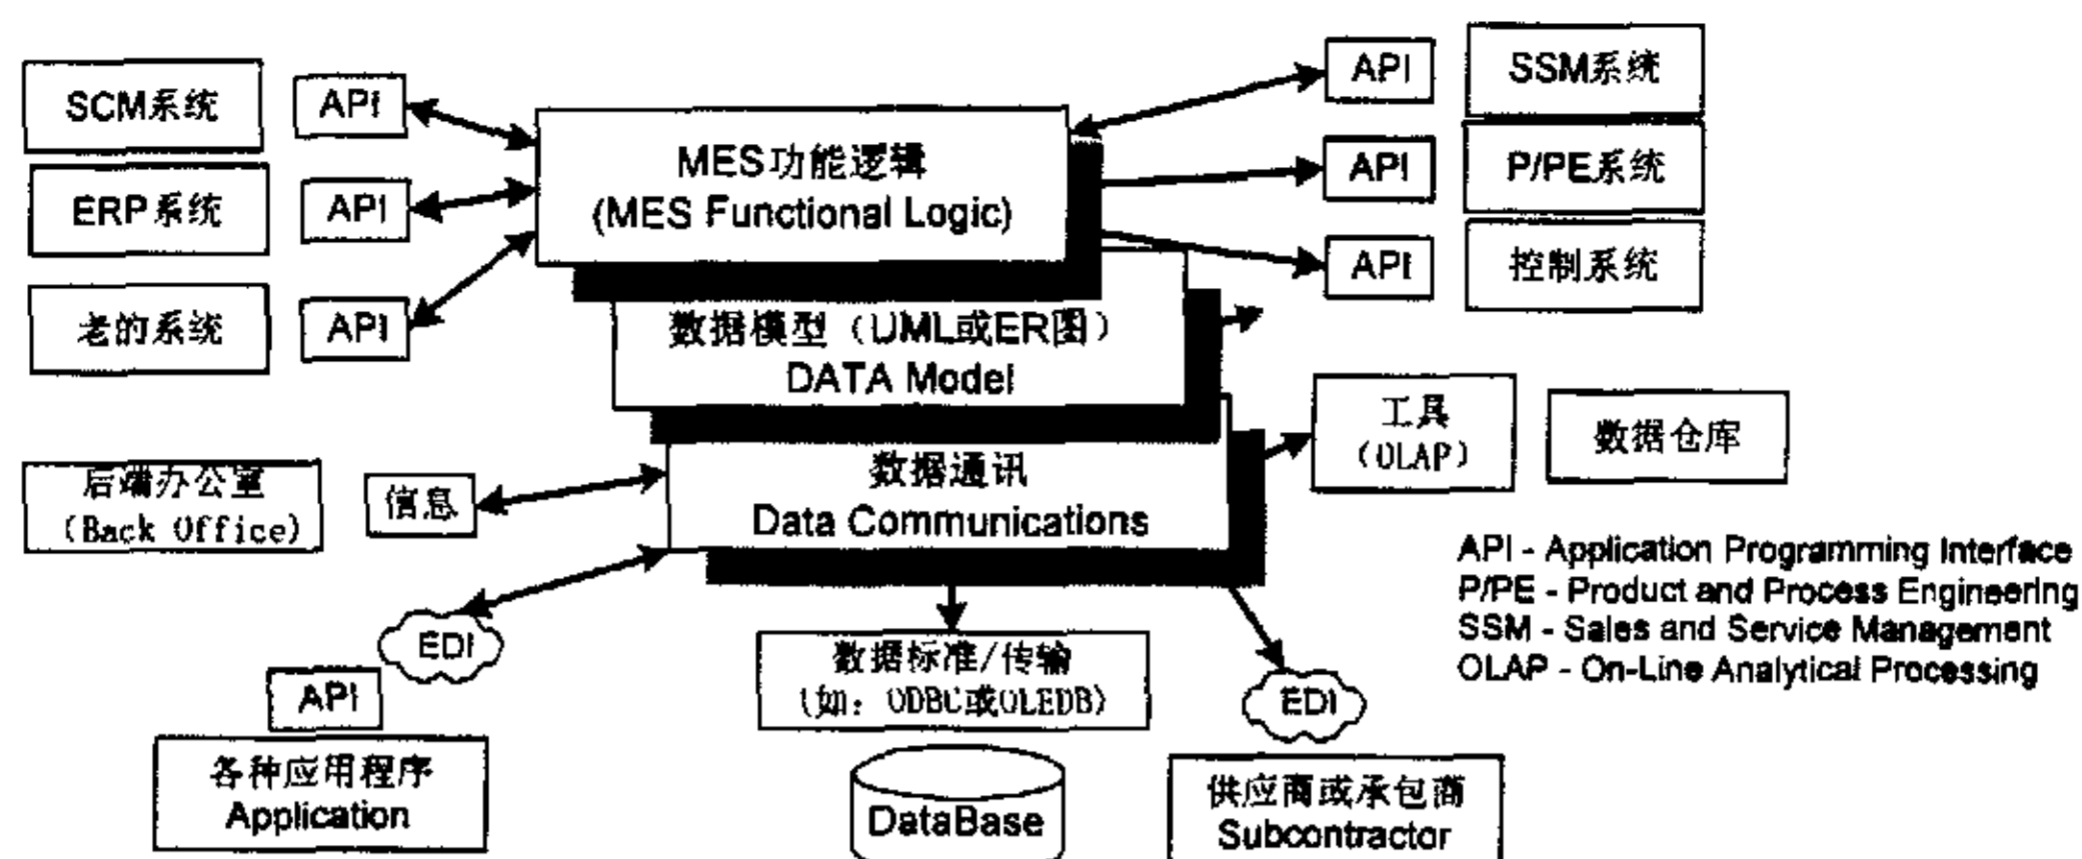 SCM系统
API
ERP系统
API
老的系统
API
MES功能逻辑
(MES Functional Logic)
API
SSM系统
API
P/PE系统
API
控制系统
数据模型（UML或ER图）
DATA Model
数据通讯
Data Communications
后端办公室
(Back Office)
信息
工具
(OLAP)
数据仓库
API - Application Programming Interface
P/PE - Product and Process Engineering
SSM - Sales and Service Management
OLAP - On-Line Analytical Processing
EDI
API
各种应用程序
Application
数据标准/传输
(如：ODBC或OLEDB)
DataBase
EDI
供应商或承包商
Subcontractor